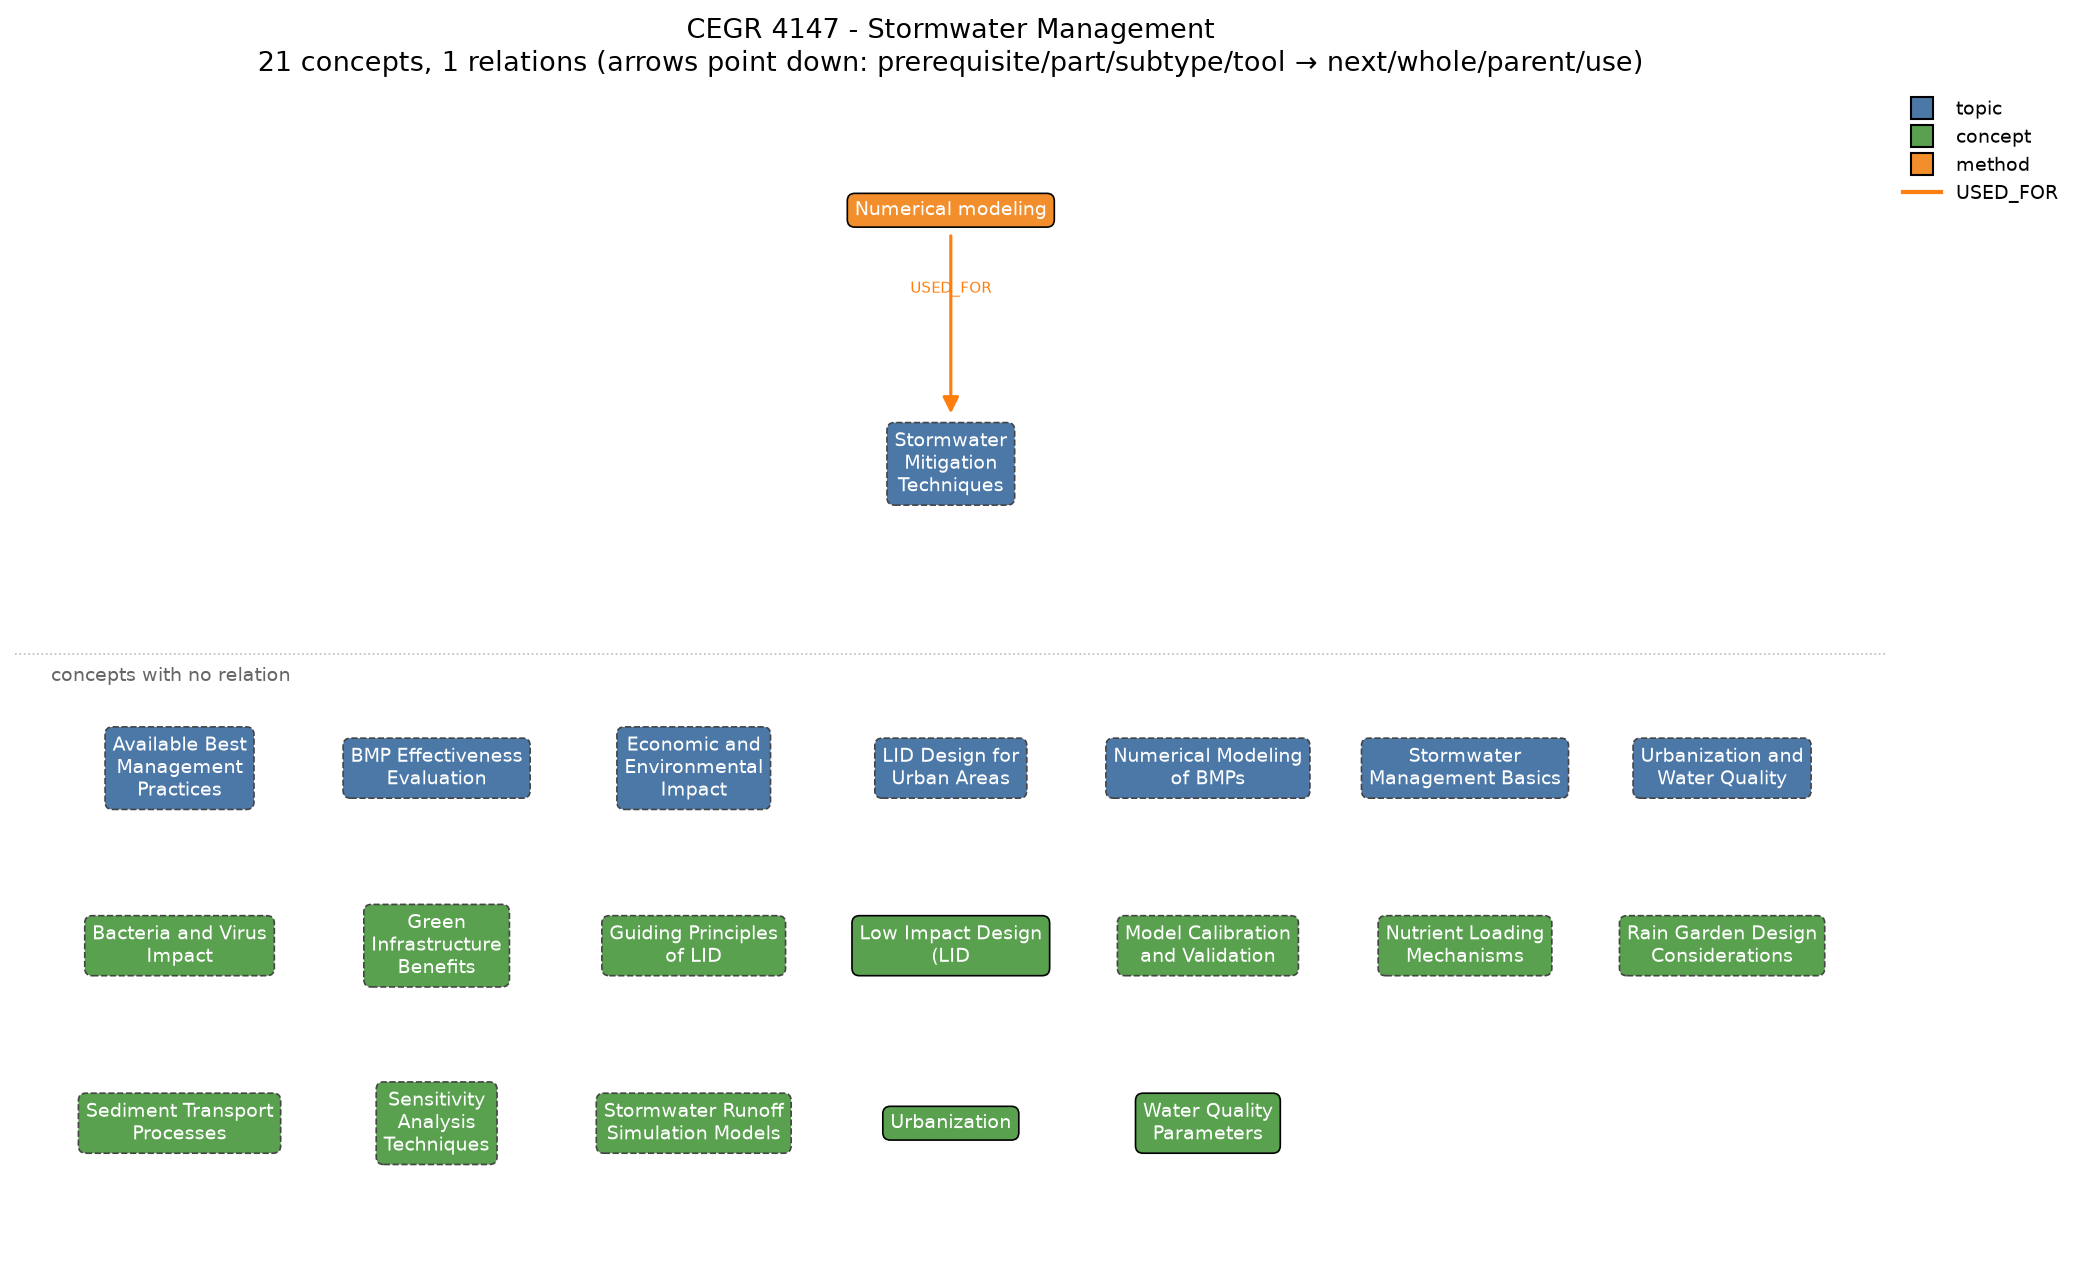 CEGR 4147 - Stormwater Management
21 concepts, 1 relations (arrows point down: prerequisite/part/subtype/tool → next/whole/parent/use)
topic
concept
method
USED_FOR
Numerical modeling
USED_FOR
Stormwater
Mitigation
Techniques
concepts with no relation
Available Best
Management
Practices
BMP Effectiveness
Evaluation
Economic and
Environmental
Impact
LID Design for
Urban Areas
Numerical Modeling
of BMPs
Stormwater
Management Basics
Urbanization and
Water Quality
Bacteria and Virus
Impact
Green
Infrastructure
Benefits
Guiding Principles
of LID
Low Impact Design
(LID
Model Calibration
and Validation
Nutrient Loading
Mechanisms
Rain Garden Design
Considerations
Sediment Transport
Processes
Sensitivity
Analysis
Techniques
Stormwater Runoff
Simulation Models
Urbanization
Water Quality
Parameters